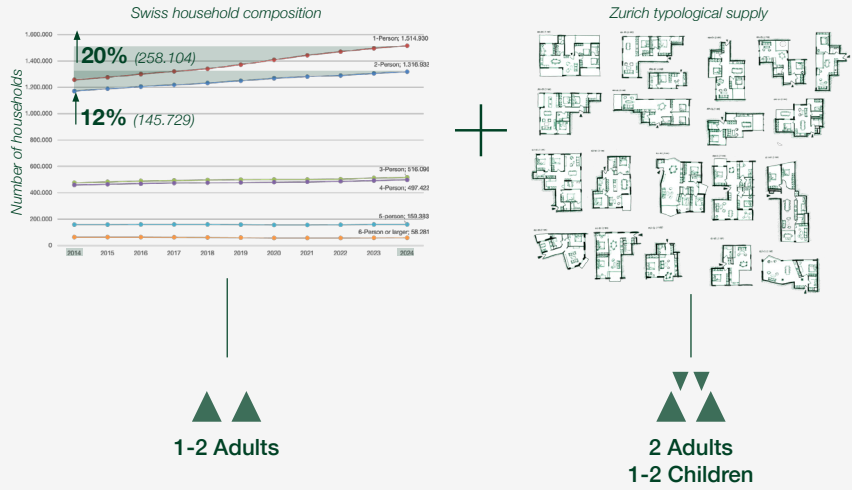 Swiss household composition
Zurich typological supply
Number of households
1.600.000
1.400.000
1.200.000
1.000.000
800.000
600.000
400.000
200.000
0
20% (258.104)
12% (145.729)
1-Person; 1.514.930
2-Person; 1.316.932
3-Person; 516.096
4-Person; 497.422
5-person; 159.383
6-Person or larger; 58.281
2014
2015
2016
2017
2018
2019
2020
2021
2022
2023
2024
1-2 Adults
2 Adults
1-2 Children